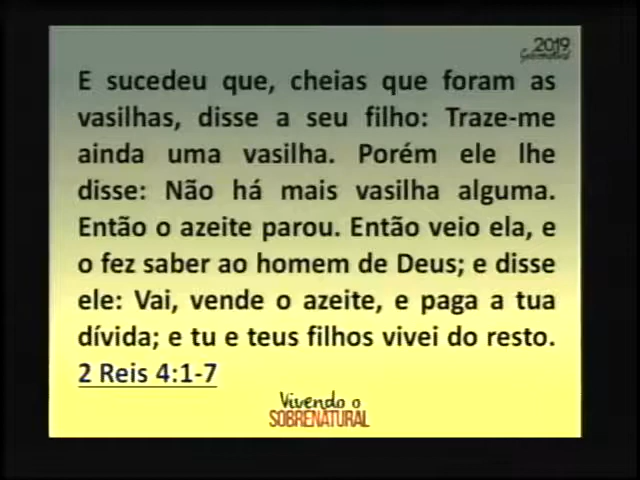 2019
E sucedeu que, cheias que foram as
vasilhas, disse a seu filho: Traze-me
ainda uma vasilha. Porém ele lhe
disse: Não há mais vasilha alguma.
Então o azeite parou. Então veio ela, e
o fez saber ao homem de Deus; e disse
ele: Vai, vende o azeite, e paga a tua
dívida; e tu e teus filhos vivei do resto.
2 Reis 4:1-7
Vivendo o
SOBRENATURAL